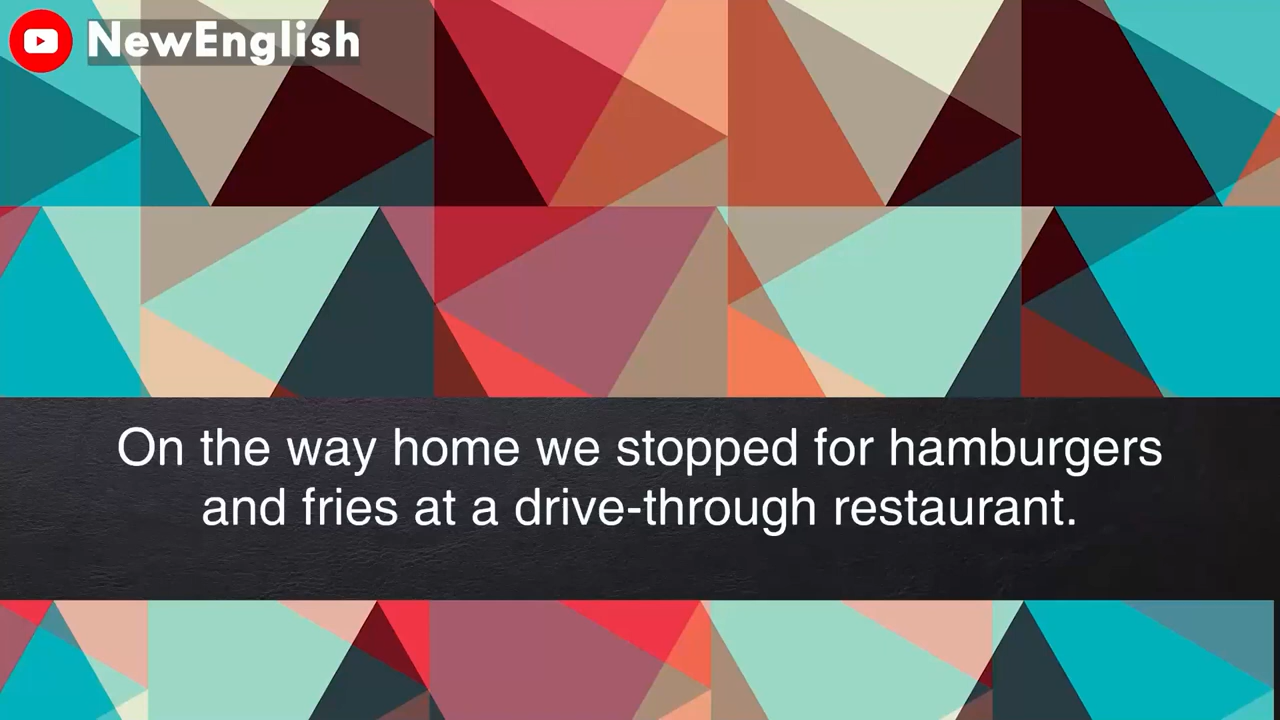 NewEnglish
On the way home we stopped for hamburgers
and fries at a drive-through restaurant.